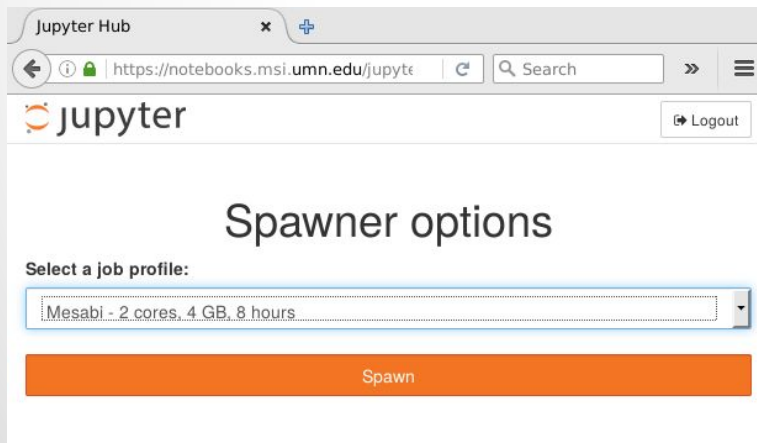 Jupyter Hub
https://notebooks.msi.umn.edu/jupyte
Search
jupyter
Logout
Spawner options
Select a job profile:
Mesabi - 2 cores, 4 GB, 8 hours
Spawn